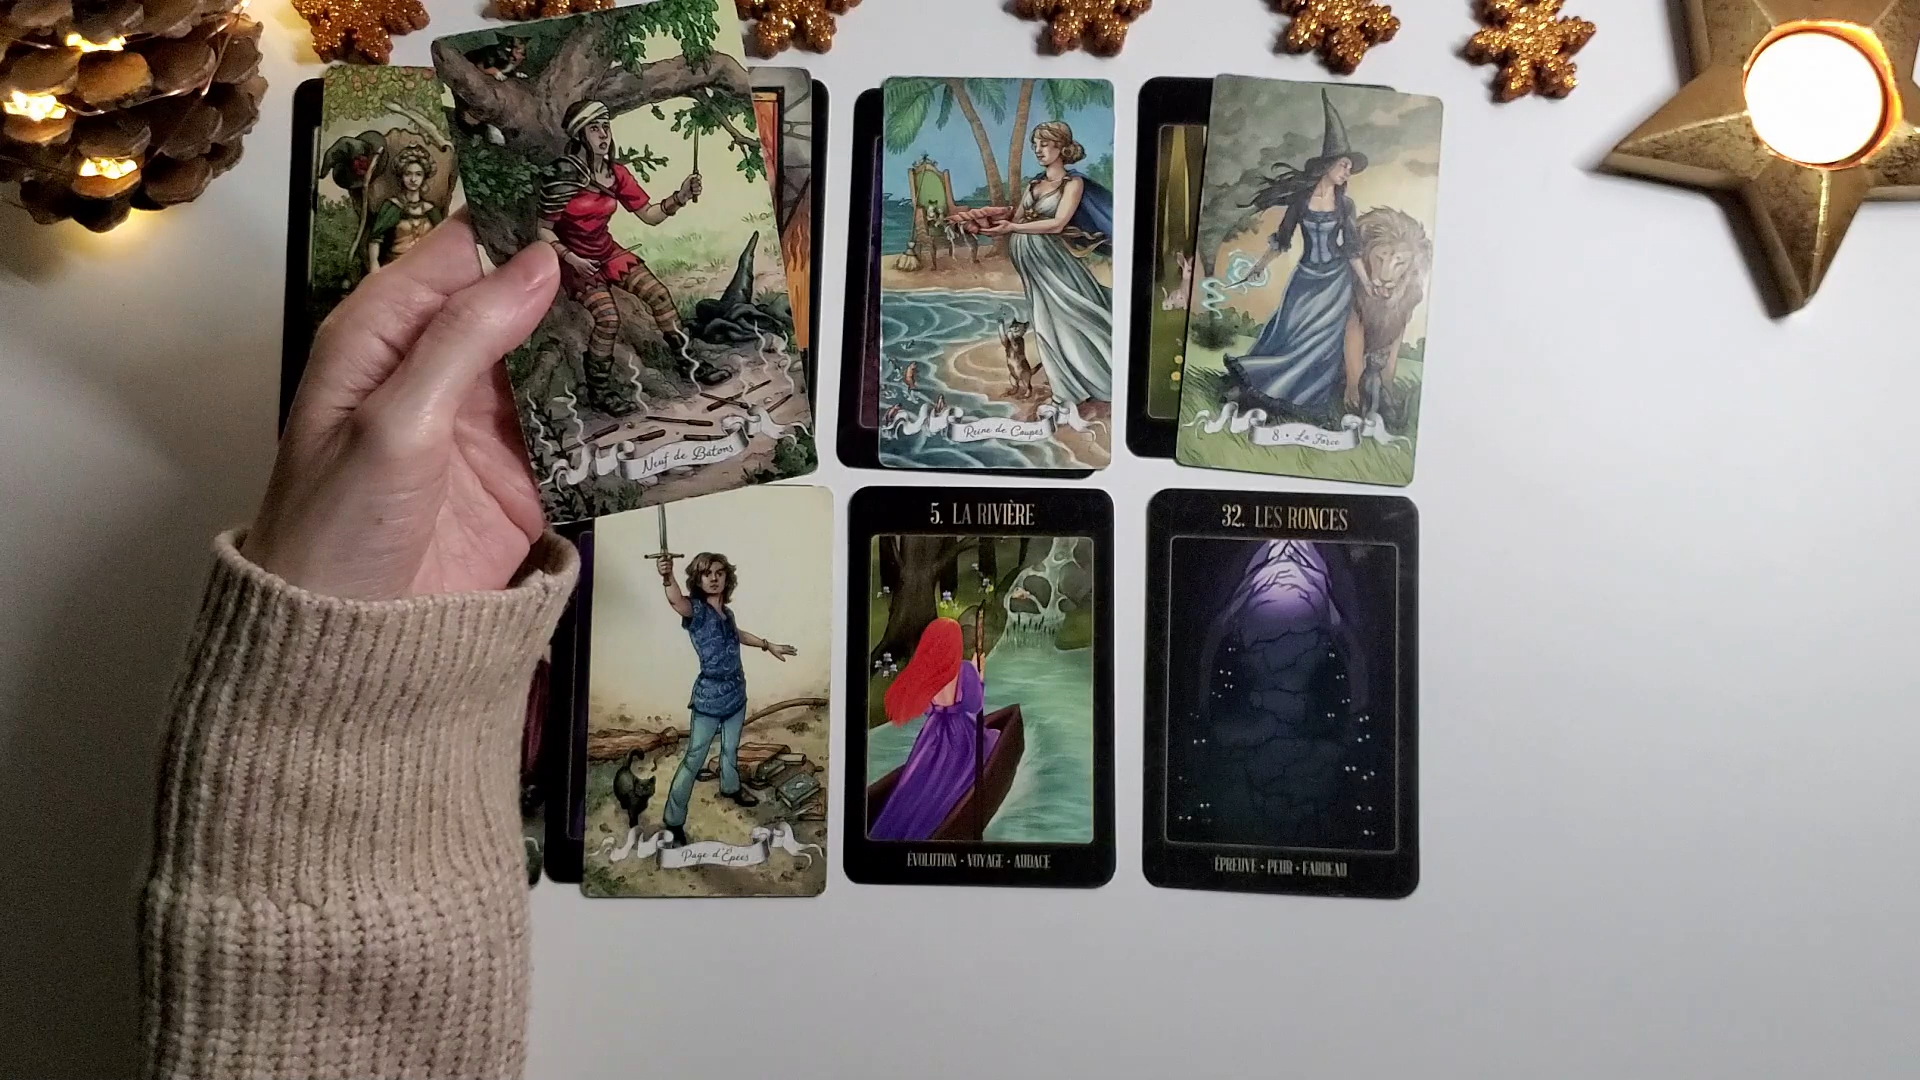 Neuf de Bâtons
Reine de Coupes
8 • La Force
Page d'Épées
5. LA RIVIÈRE
ÉVOLUTION • VOYAGE • AUDACE
32. LES RONCES
ÉPREUVE • PEUR • FARDEAU